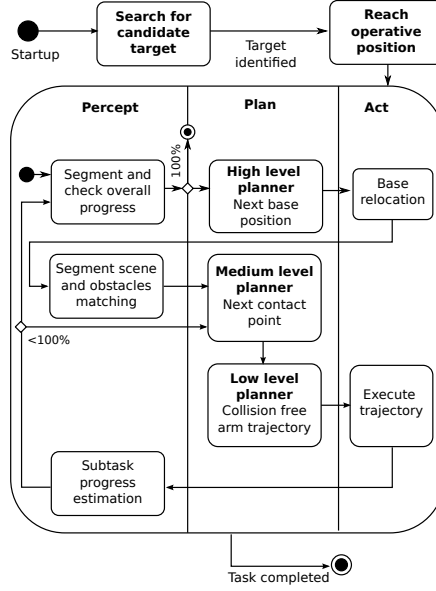 Search for
candidate
target
Reach
operative
position
Startup
Target
identified
Percept
Plan
Act
100%
Segment and
check overall
progress
High level
planner
Next base
position
Base
relocation
Segment scene
and obstacles
matching
Medium level
planner
Next contact
point
<100%
Low level
planner
Collision free
arm trajectory
Execute
trajectory
Subtask
progress
estimation
Task completed